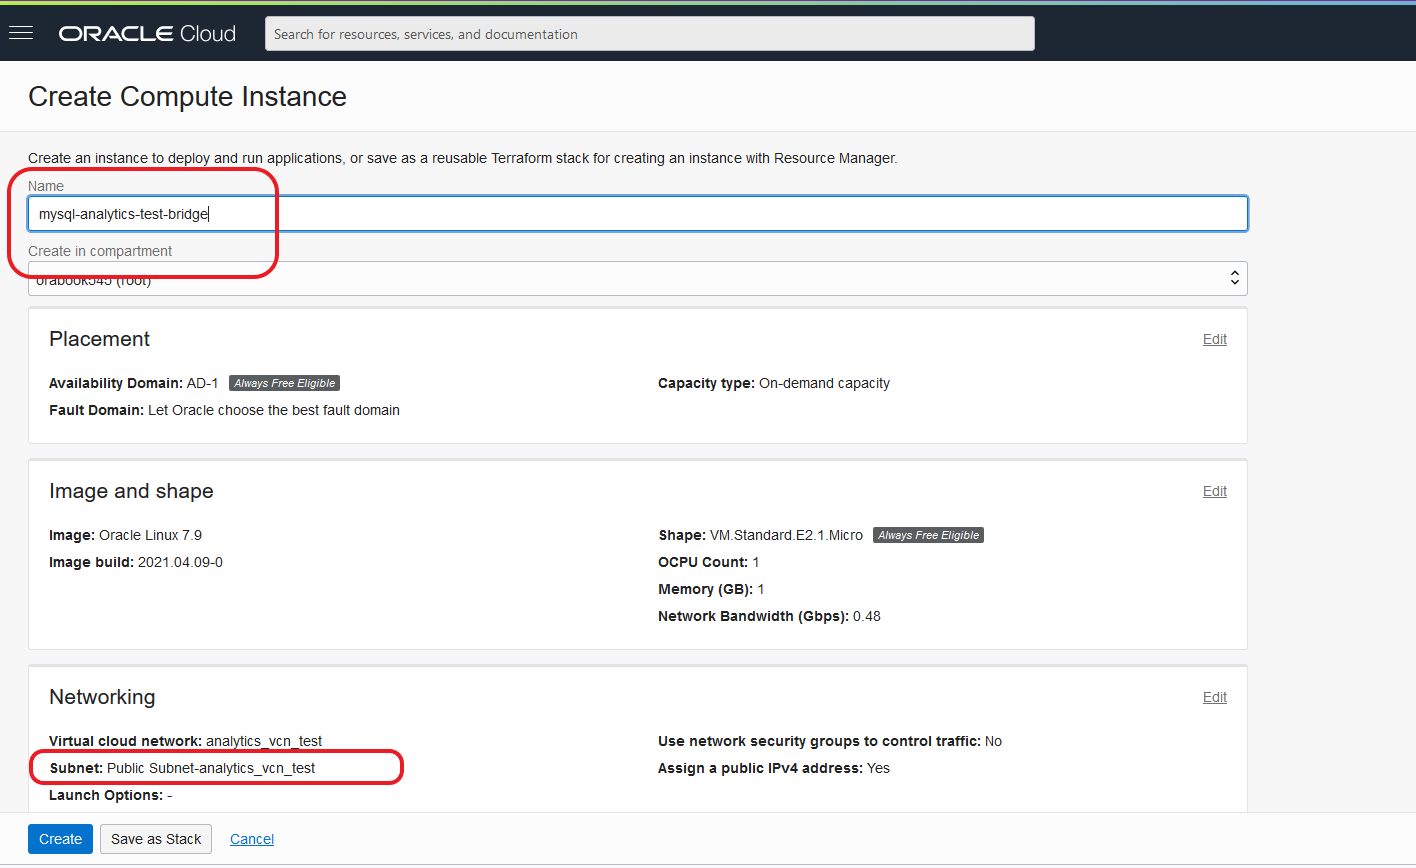 ORACLE Cloud
Search for resources, services, and documentation
Create Compute Instance
Create an instance to deploy and run applications, or save as a reusable Terraform stack for creating an instance with Resource Manager.
Name
mysql-analytics-test-bridge
Create in compartment
orabook545 (root)
Placement
Edit
Availability Domain: AD-1 Always Free Eligible
Capacity type: On-demand capacity
Fault Domain: Let Oracle choose the best fault domain
Image and shape
Edit
Image: Oracle Linux 7.9
Shape: VM.Standard.E2.1.Micro Always Free Eligible
Image build: 2021.04.09-0
OCPU Count: 1
Memory (GB): 1
Network Bandwidth (Gbps): 0.48
Networking
Edit
Virtual cloud network: analytics_vcn_test
Use network security groups to control traffic: No
Subnet: Public Subnet-analytics_vcn_test
Assign a public IPv4 address: Yes
Launch Options: -
Create
Save as Stack
Cancel